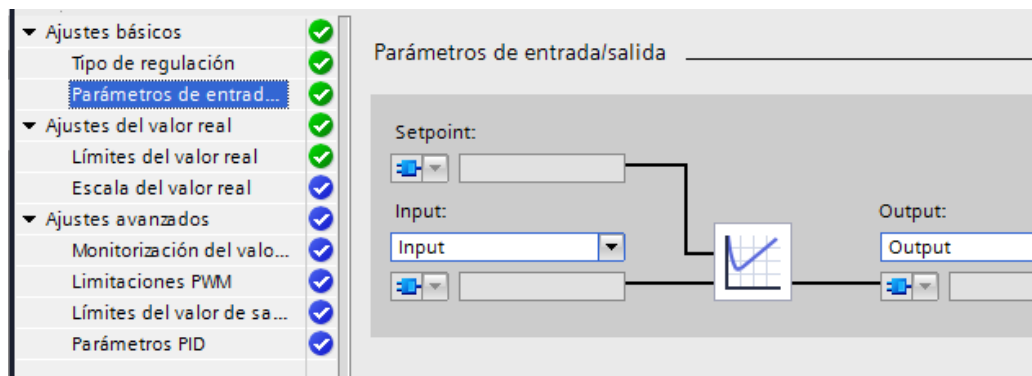 Ajustes básicos
Tipo de regulación
Parámetros de entrad...
Ajustes del valor real
Límites del valor real
Escala del valor real
Ajustes avanzados
Monitorización del valo...
Limitaciones PWM
Límites del valor de sa...
Parámetros PID
Parámetros de entrada/salida
Setpoint:
Input:
Input
Output:
Output